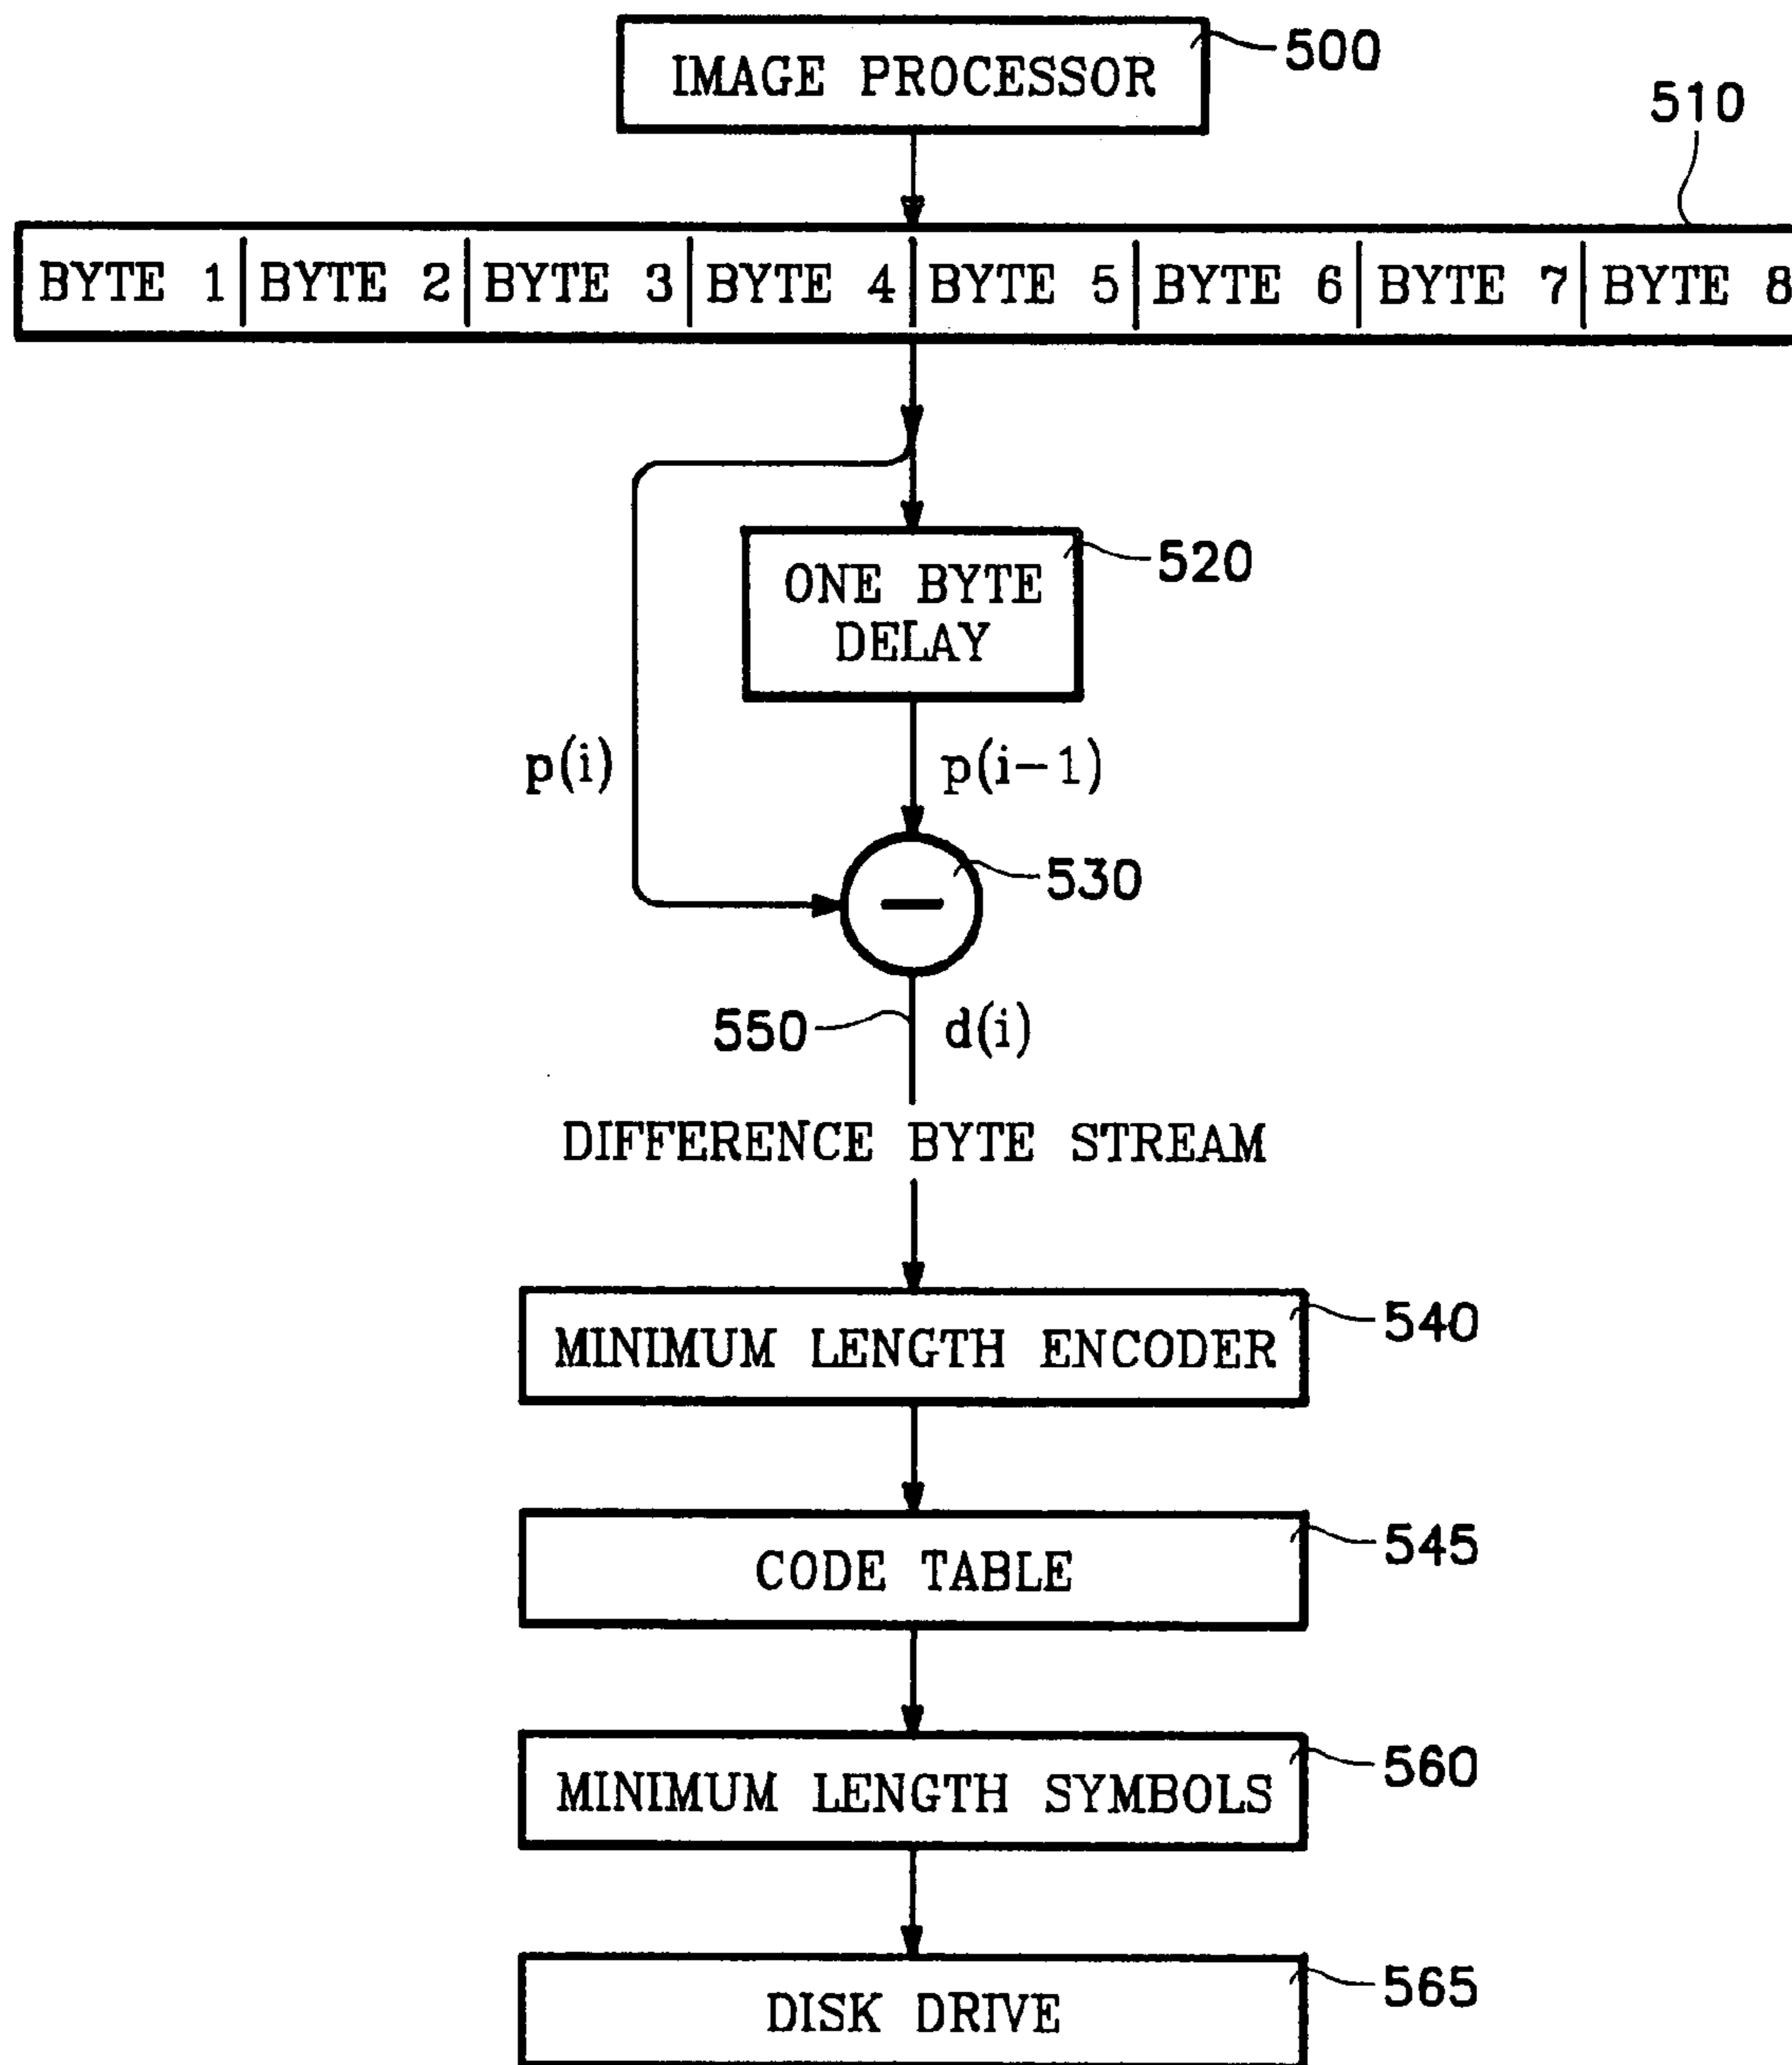 IMAGE PROCESSOR
500
510
BYTE 1 BYTE 2 BYTE 3 BYTE 4 BYTE 5 BYTE 6 BYTE 7 BYTE 8
ONE BYTE
DELAY
520
p(i)
p(i-1)
530
—
550
d(i)
DIFFERENCE BYTE STREAM
MINIMUM LENGTH ENCODER
540
CODE TABLE
545
MINIMUM LENGTH SYMBOLS
560
DISK DRIVE
565